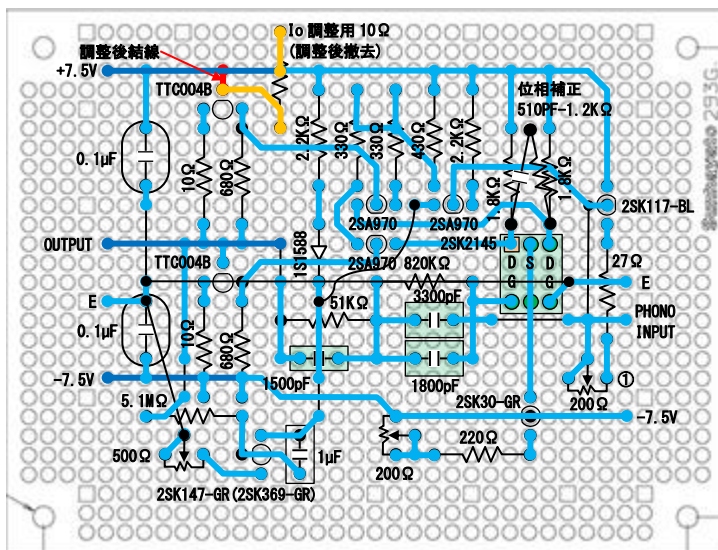 Io 調整用 10Ω
(調整後撤去)
調整後結線
+7.5V
TTC004B
位相補正
510PF-1.2KΩ
Sunhayato 293G
0.1μF
10Ω
680Ω
2.2KΩ
330Ω
330Ω
430Ω
2.2KΩ
1.8KΩ
1.8KΩ
2SK117-BL
2SA970
2SA970
OUTPUT
2SK2145
TTC004B
1S1588
2SA970
820KΩ
D S D
G G
27Ω
E
E
51KΩ
3300pF
PHONO
INPUT
0.1μF
10Ω
680Ω
-7.5V
1500pF
1800pF
200Ω
①
5.1MΩ
2SK30-GR
-7.5V
500Ω
1μF
220Ω
200Ω
2SK147-GR(2SK369-GR)